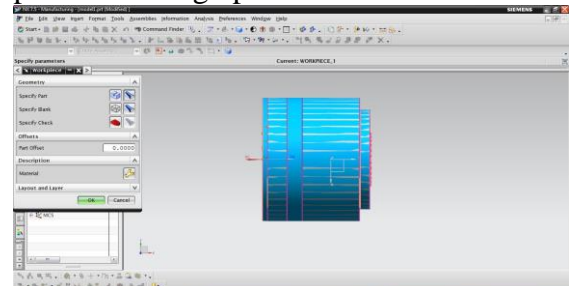 NX 7.5 - Manufacturing - [model1.prt (Modified)]
SIEMENS
File Edit View Insert Format Tools Assemblies Information Analysis Preferences Window Help
Start
Command Finder
Specify parameters
Current: WORKPIECE_1
Workpiece
Geometry
Specify Part
Specify Blank
Specify Check
Offsets
Part Offset 0.0000
Description
Material
Layout and Layer
OK Cancel
MCS